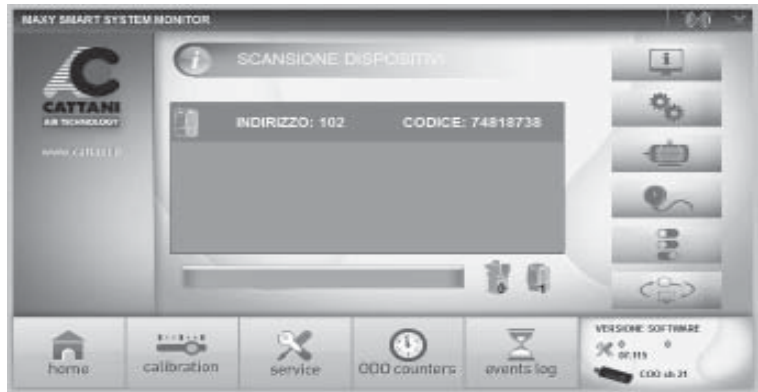 MAXY SMART SYSTEM MONITOR
SCANSIONE DISPOSITIVI
CATTANI
AIR TECHNOLOGY
INDIRIZZO: 102 CODICE: 74818738
home
calibration
service
000 counters
events log
VERSIONE SOFTWARE